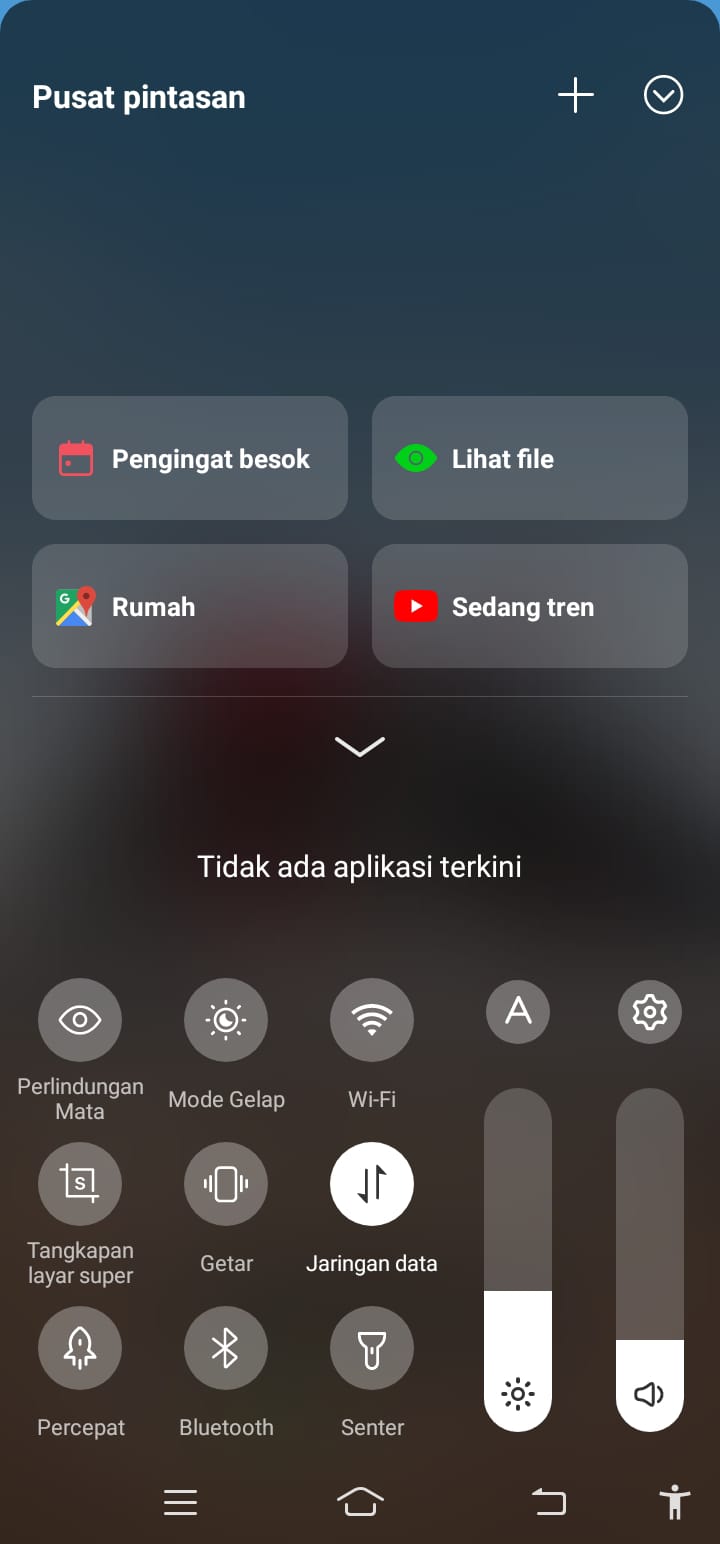 Pusat pintasan
Pengingat besok
Lihat file
G
Rumah
Sedang tren
Tidak ada aplikasi terkini
A
Perlindungan
Mata
Mode Gelap
Wi-Fi
S
Tangkapan
layar super
Getar
Jaringan data
Percepat
Bluetooth
Senter